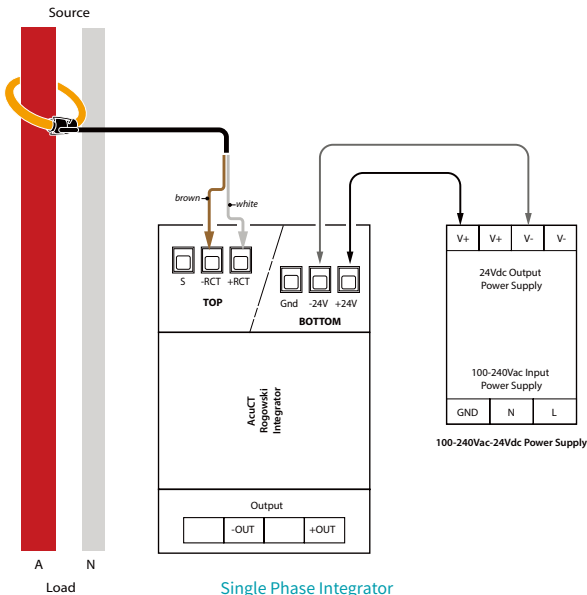 Source
brown
white
S -RCT +RCT
TOP
Gnd -24V +24V
BOTTOM
V+ V+ V- V-
24Vdc Output
Power Supply
100-240Vac Input
Power Supply
GND N L
100-240Vac-24Vdc Power Supply
AcuCT
Rogowski
Integrator
Output
-OUT +OUT
A N
Load
Single Phase Integrator